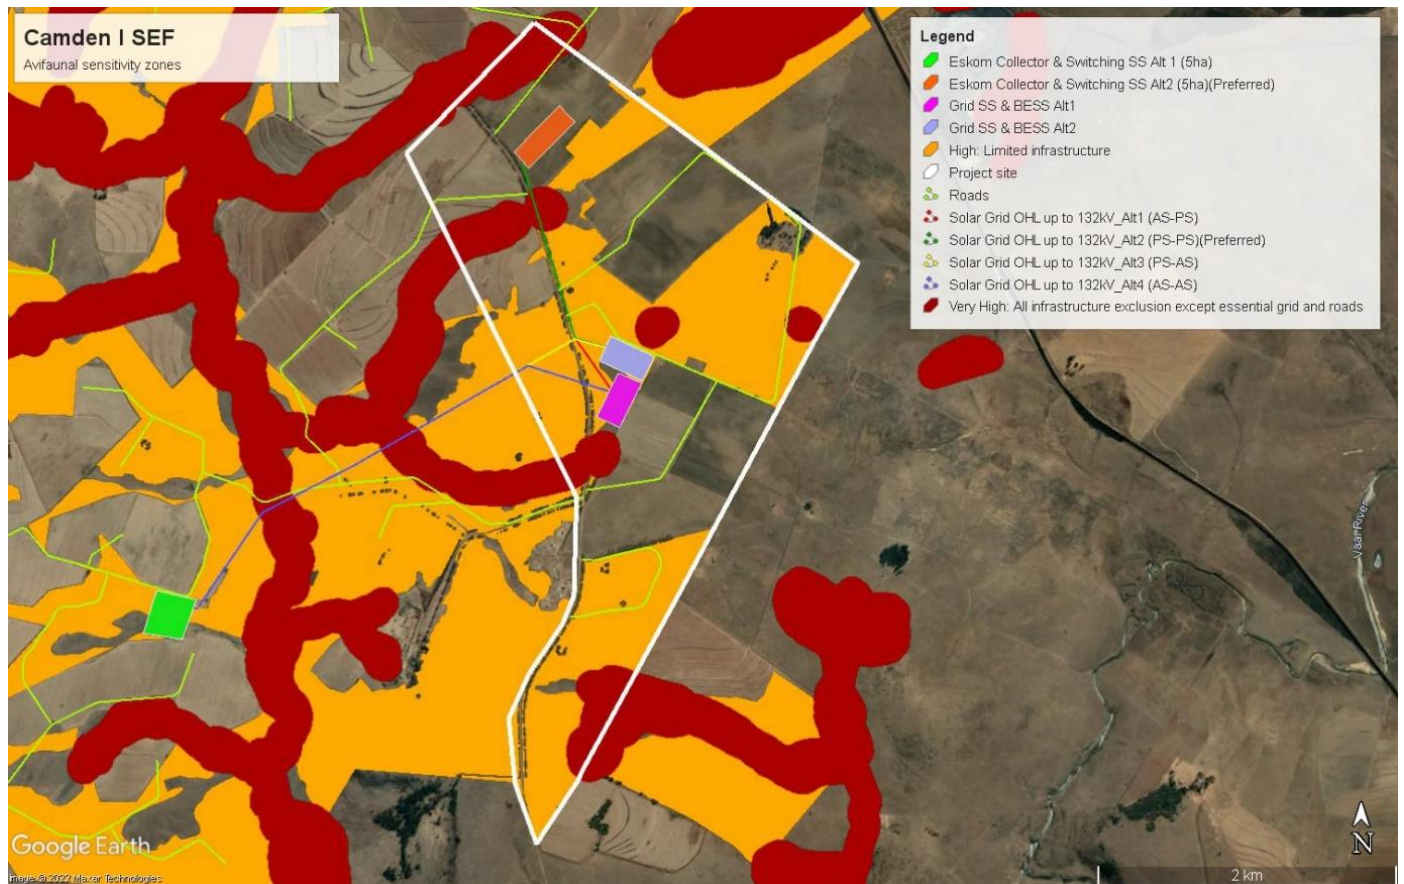 Camden I SEF
Avifaunal sensitivity zones
Legend
Eskom Collector & Switching SS Alt 1 (5ha)
Eskom Collector & Switching SS Alt2 (5ha)(Preferred)
Grid SS & BESS Alt1
Grid SS & BESS Alt2
High: Limited infrastructure
Project site
Roads
Solar Grid OHL up to 132kV_Alt1 (AS-PS)
Solar Grid OHL up to 132kV_Alt2 (PS-PS)(Preferred)
Solar Grid OHL up to 132kV_Alt3 (PS-AS)
Solar Grid OHL up to 132kV_Alt4 (AS-AS)
Very High: All infrastructure exclusion except essential grid and roads
Vaal River
Google Earth
Image © 2022 Maxar Technologies
N
2 km